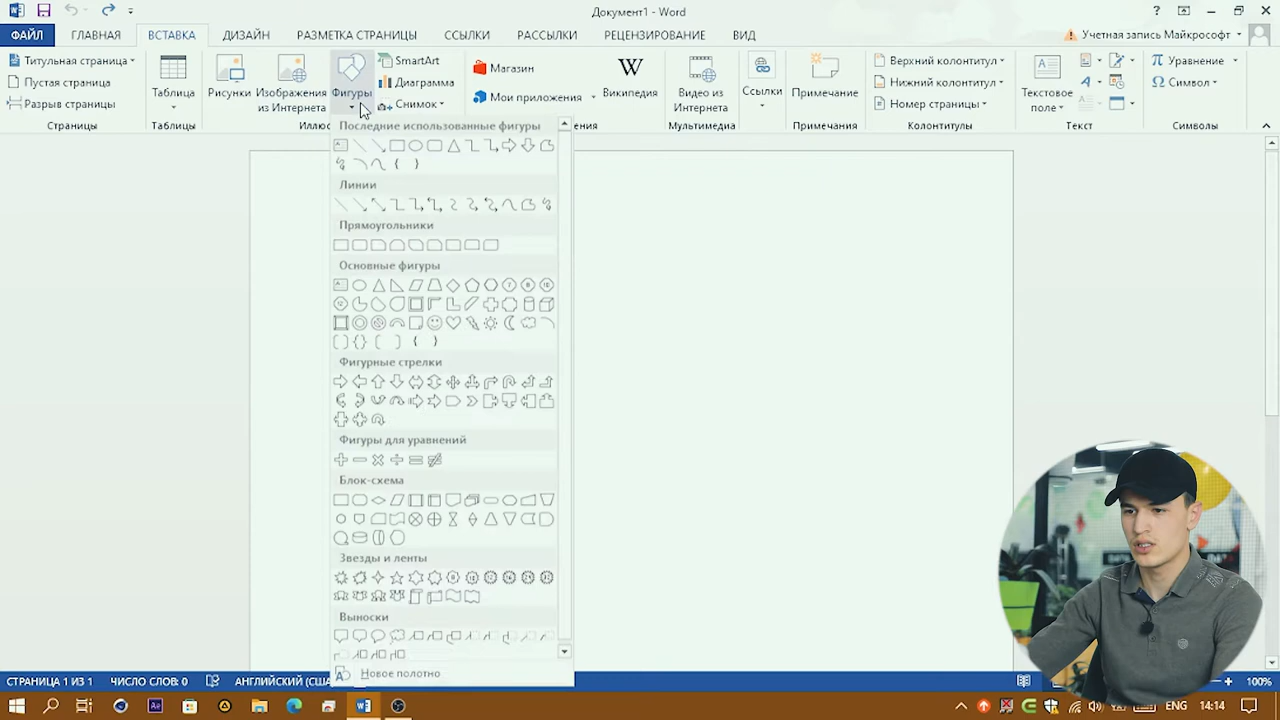 Документ1 - Word
?
ФАЙЛ ГЛАВНАЯ ВСТАВКА ДИЗАЙН РАЗМЕТКА СТРАНИЦЫ ССЫЛКИ РАССЫЛКИ РЕЦЕНЗИРОВАНИЕ ВИД Учетная запись Майкрософт
Титульная страница
Пустая страница
Разрыв страницы
Страницы
Таблица
Таблицы
Рисунки
Изображения
из Интернета
Фигуры
SmartArt
Диаграмма
Снимок
Иллюс
Магазин
Мои приложения
ения
Википедия
Видео из
Интернета
Мультимедиа
Ссылки
Примечание
Примечания
Верхний колонтитул
Нижний колонтитул
Номер страницы
Колонтитулы
Текстовое
поле
Текст
Уравнение
Символ
Символы
Последние использованные фигуры
Линии
Прямоугольники
Основные фигуры
Фигурные стрелки
Фигуры для уравнений
Блок-схема
Звезды и ленты
Выноски
Новое полотно
СТРАНИЦА 1 ИЗ 1 ЧИСЛО СЛОВ: 0 АНГЛИЙСКИЙ (США 100%
ENG 14:14